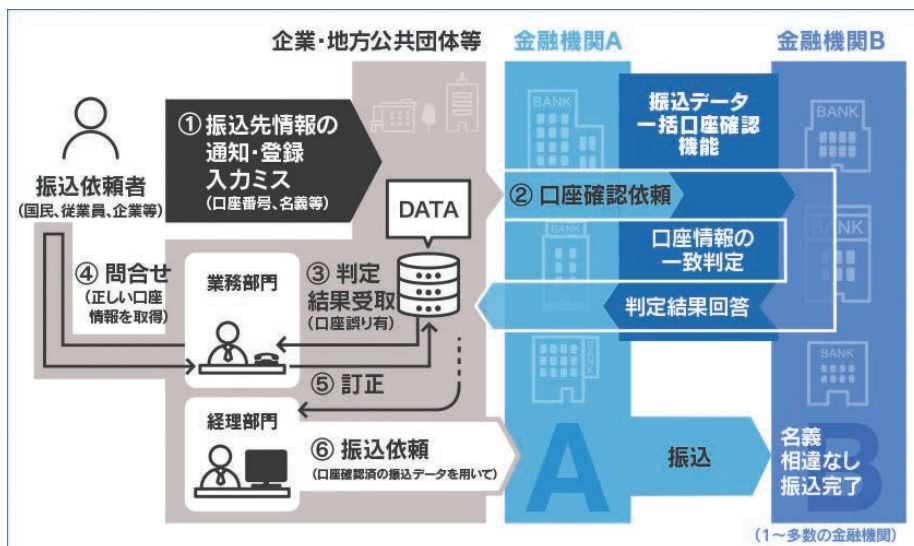 企業・地方公共団体等
金融機関A
金融機関B
振込依頼者
(国民、従業員、企業等)
① 振込先情報の
通知・登録
入力ミス
(口座番号、名義等)
BANK
振込データ
一括口座確認
機能
DATA
② 口座確認依頼
口座情報の
一致判定
判定結果回答
④ 問合せ
(正しい口座
情報を取得)
業務部門
③ 判定
結果受取
(口座誤り有)
⑤ 訂正
BANK
BANK
経理部門
⑥ 振込依頼
(口座確認済の振込データを用いて)
A
振込
B
名義
相違なし
振込完了
(1~多数の金融機関)